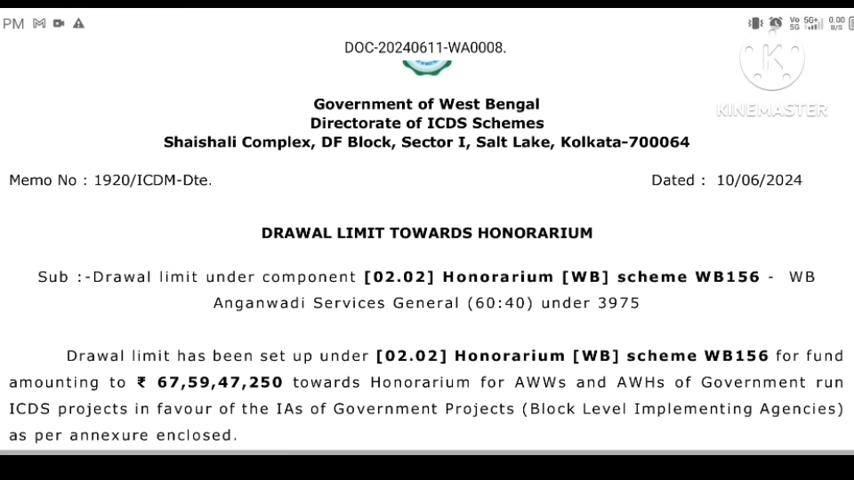 PM
Vo 5G 5G+ 0.00 B/S
DOC-20240611-WA0008.
KINEMASTER
Government of West Bengal
Directorate of ICDS Schemes
Shaishali Complex, DF Block, Sector I, Salt Lake, Kolkata-700064
Memo No : 1920/ICDM-Dte. Dated : 10/06/2024
DRAWAL LIMIT TOWARDS HONORARIUM
Sub :-Drawal limit under component [02.02] Honorarium [WB] scheme WB156 - WB
Anganwadi Services General (60:40) under 3975
Drawal limit has been set up under [02.02] Honorarium [WB] scheme WB156 for fund
amounting to ₹ 67,59,47,250 towards Honorarium for AWWs and AWHs of Government run
ICDS projects in favour of the IAs of Government Projects (Block Level Implementing Agencies)
as per annexure enclosed.